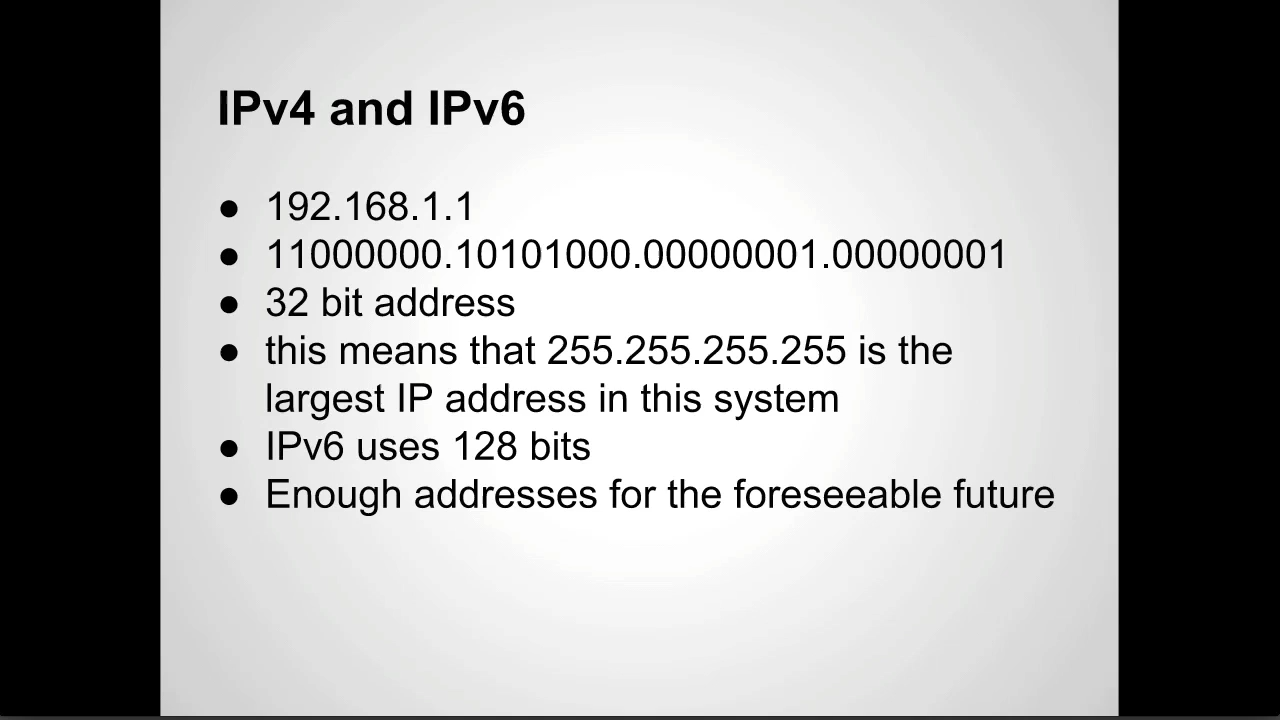 IPv4 and IPv6
● 192.168.1.1
● 11000000.10101000.00000001.00000001
● 32 bit address
● this means that 255.255.255.255 is the
largest IP address in this system
● IPv6 uses 128 bits
● Enough addresses for the foreseeable future